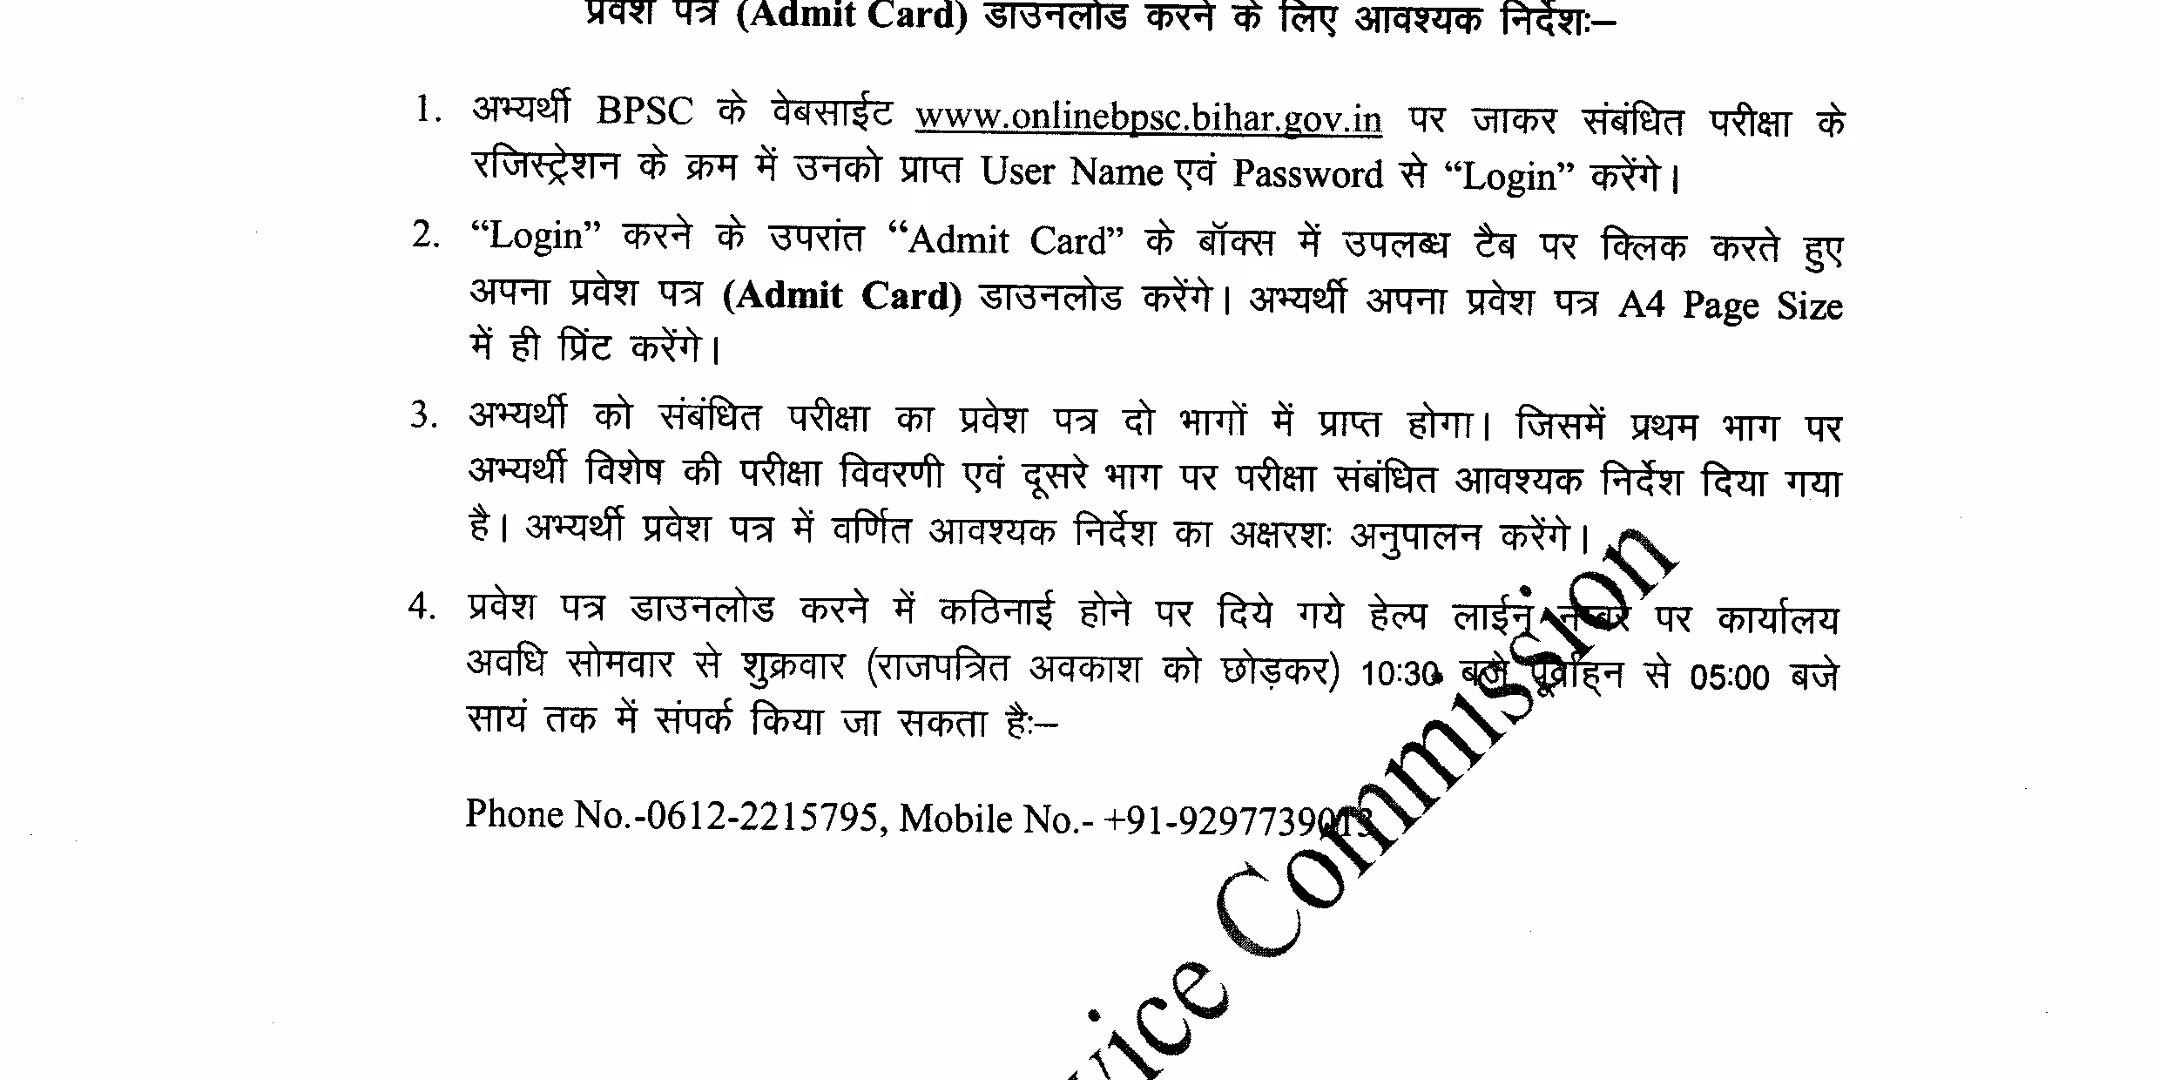 प्रवेश पत्र (Admit Card) डाउनलोड करने के लिए आवश्यक निर्देशः–
1. अभ्यर्थी BPSC के वेबसाईट www.onlinebpsc.bihar.gov.in पर जाकर संबंधित परीक्षा के
रजिस्ट्रेशन के क्रम में उनको प्राप्त User Name एवं Password से “Login” करेंगे।
2. “Login” करने के उपरांत “Admit Card” के बॉक्स में उपलब्ध टैब पर क्लिक करते हुए
अपना प्रवेश पत्र (Admit Card) डाउनलोड करेंगे। अभ्यर्थी अपना प्रवेश पत्र A4 Page Size
में ही प्रिंट करेंगे।
3. अभ्यर्थी को संबंधित परीक्षा का प्रवेश पत्र दो भागों में प्राप्त होगा। जिसमें प्रथम भाग पर
अभ्यर्थी विशेष की परीक्षा विवरणी एवं दूसरे भाग पर परीक्षा संबंधित आवश्यक निर्देश दिया गया
है। अभ्यर्थी प्रवेश पत्र में वर्णित आवश्यक निर्देश का अक्षरशः अनुपालन करेंगे।
4. प्रवेश पत्र डाउनलोड करने में कठिनाई होने पर दिये गये हेल्प लाईन नम्बर पर कार्यालय
अवधि सोमवार से शुक्रवार (राजपत्रित अवकाश को छोड़कर) 10:30 बजे पूर्वाह्न से 05:00 बजे
सायं तक में संपर्क किया जा सकता हैः–
Phone No.-0612-2215795, Mobile No.- +91-9297739013
vice Commission